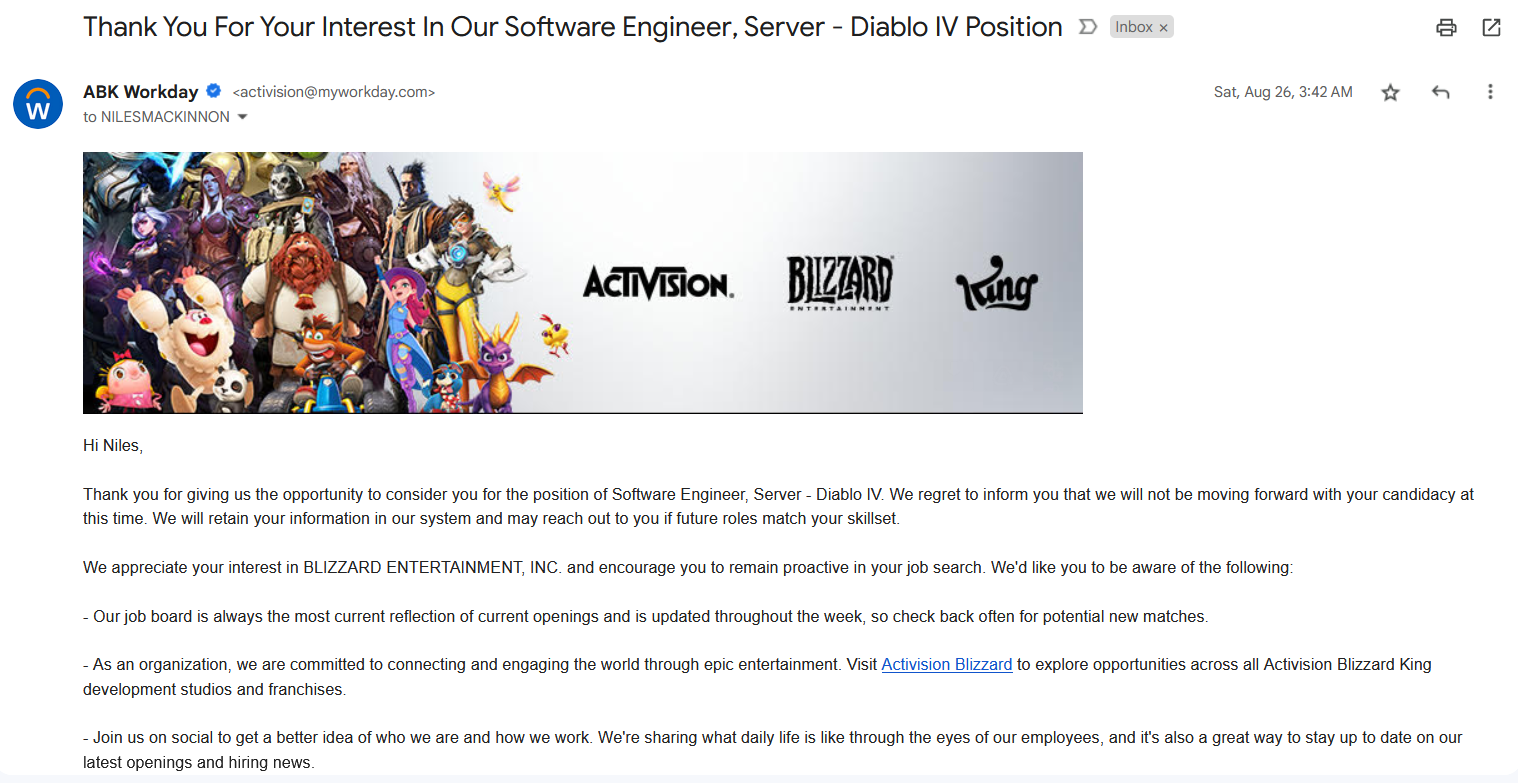 Thank You For Your Interest In Our Software Engineer, Server - Diablo IV Position
Inbox ×
W
ABK Workday <activision@myworkday.com>
Sat, Aug 26, 3:42 AM
to NILESMACKINNON
ACTIVISION.
BLIZZARD
ENTERTAINMENT
King
Hi Niles,
Thank you for giving us the opportunity to consider you for the position of Software Engineer, Server - Diablo IV. We regret to inform you that we will not be moving forward with your candidacy at
this time. We will retain your information in our system and may reach out to you if future roles match your skillset.
We appreciate your interest in BLIZZARD ENTERTAINMENT, INC. and encourage you to remain proactive in your job search. We'd like you to be aware of the following:
- Our job board is always the most current reflection of current openings and is updated throughout the week, so check back often for potential new matches.
- As an organization, we are committed to connecting and engaging the world through epic entertainment. Visit Activision Blizzard to explore opportunities across all Activision Blizzard King
development studios and franchises.
- Join us on social to get a better idea of who we are and how we work. We're sharing what daily life is like through the eyes of our employees, and it's also a great way to stay up to date on our
latest openings and hiring news.